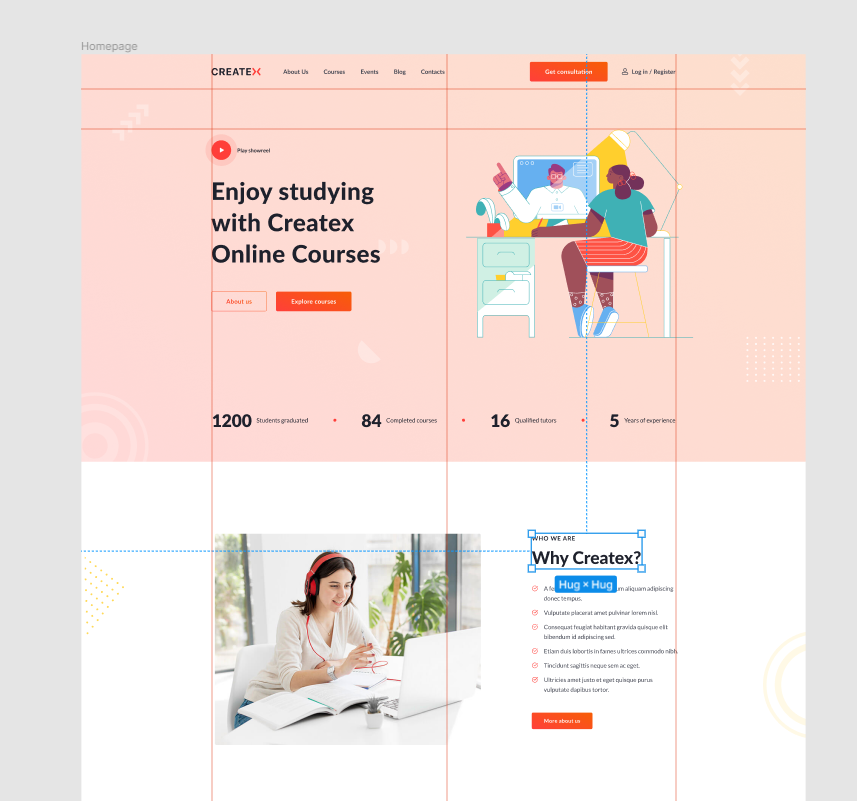 Homepage
CREATEX
About Us Courses Events Blog Contacts
Get consultation
Log in / Register
Play showreel
Enjoy studying
with Createx
Online Courses
About us
Explore courses
1200 Students graduated
84 Completed courses
16 Qualified tutors
5 Years of experience
WHO WE ARE
Why Createx?
Hug × Hug
A aliquam adipiscing
donec tempus.
Vulputate placerat amet pulvinar lorem nisl.
Consequat feugiat habitant gravida quisque elit
bibendum id adipiscing sed.
Etiam duis lobortis in fames ultrices commodo nibh.
Tincidunt sagittis neque sem ac eget.
Ultricies amet justo et eget quisque purus
vulputate dapibus tortor.
More about us